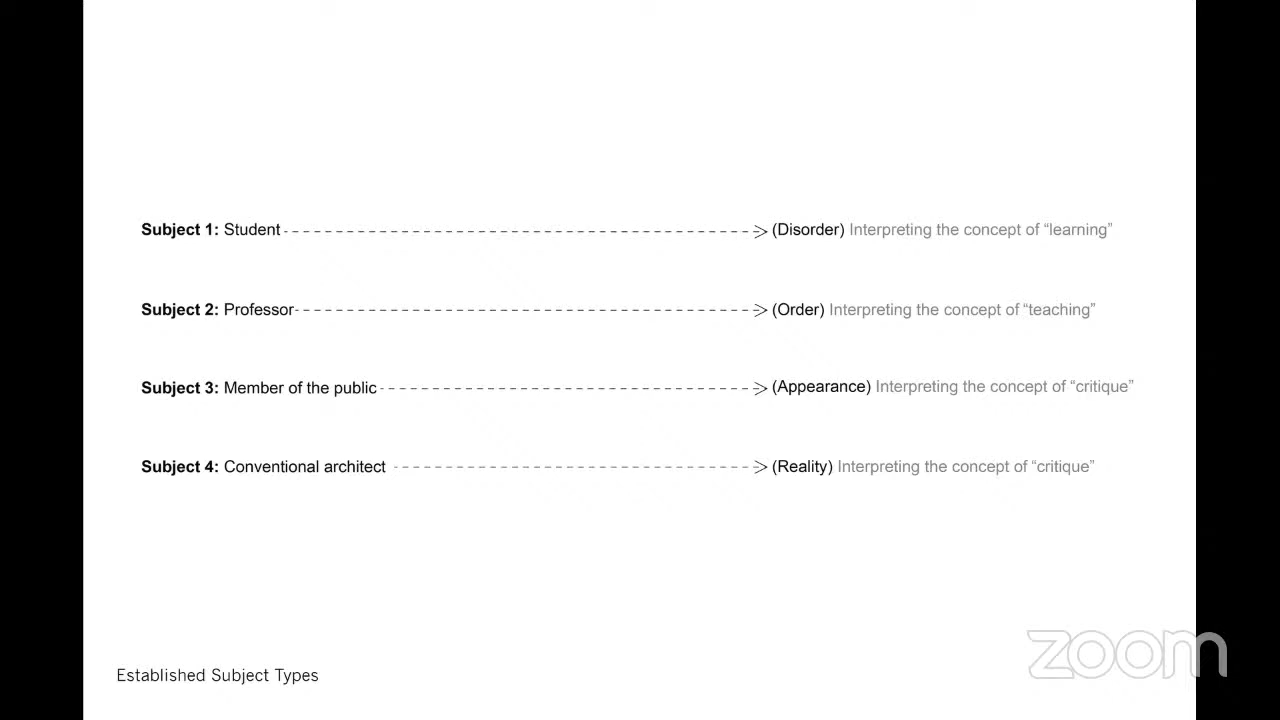 Subject 1: Student (Disorder) Interpreting the concept of “learning”
Subject 2: Professor (Order) Interpreting the concept of “teaching”
Subject 3: Member of the public (Appearance) Interpreting the concept of “critique”
Subject 4: Conventional architect (Reality) Interpreting the concept of “critique”
zoom
Established Subject Types